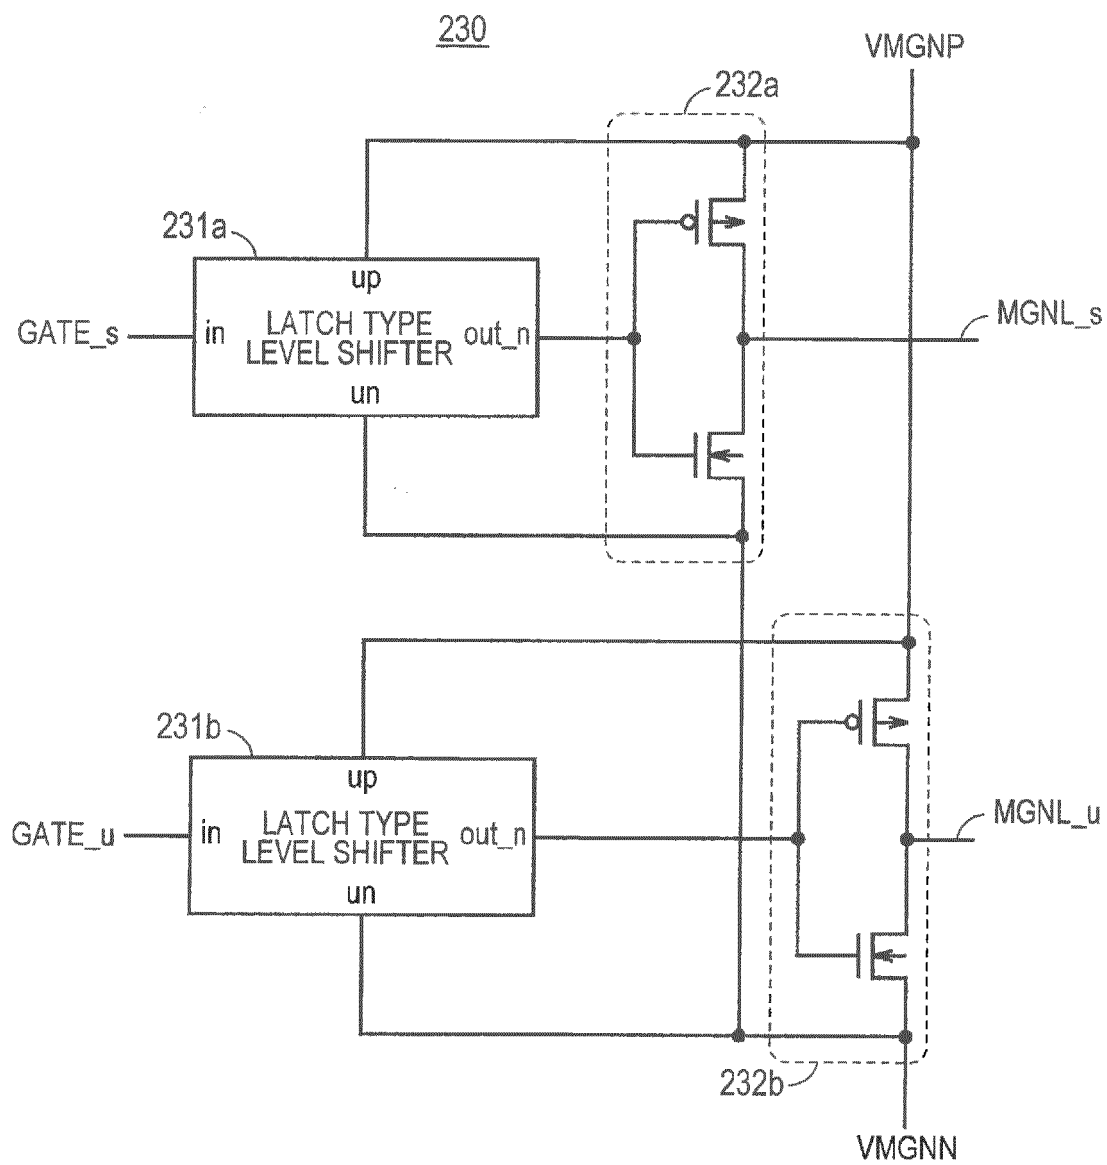 230
VMGNP
232a
231a
up
GATE_s
in
LATCH TYPE
LEVEL SHIFTER
out_n
MGNL_s
un
231b
up
GATE_u
in
LATCH TYPE
LEVEL SHIFTER
out_n
MGNL_u
un
232b
VMGNN